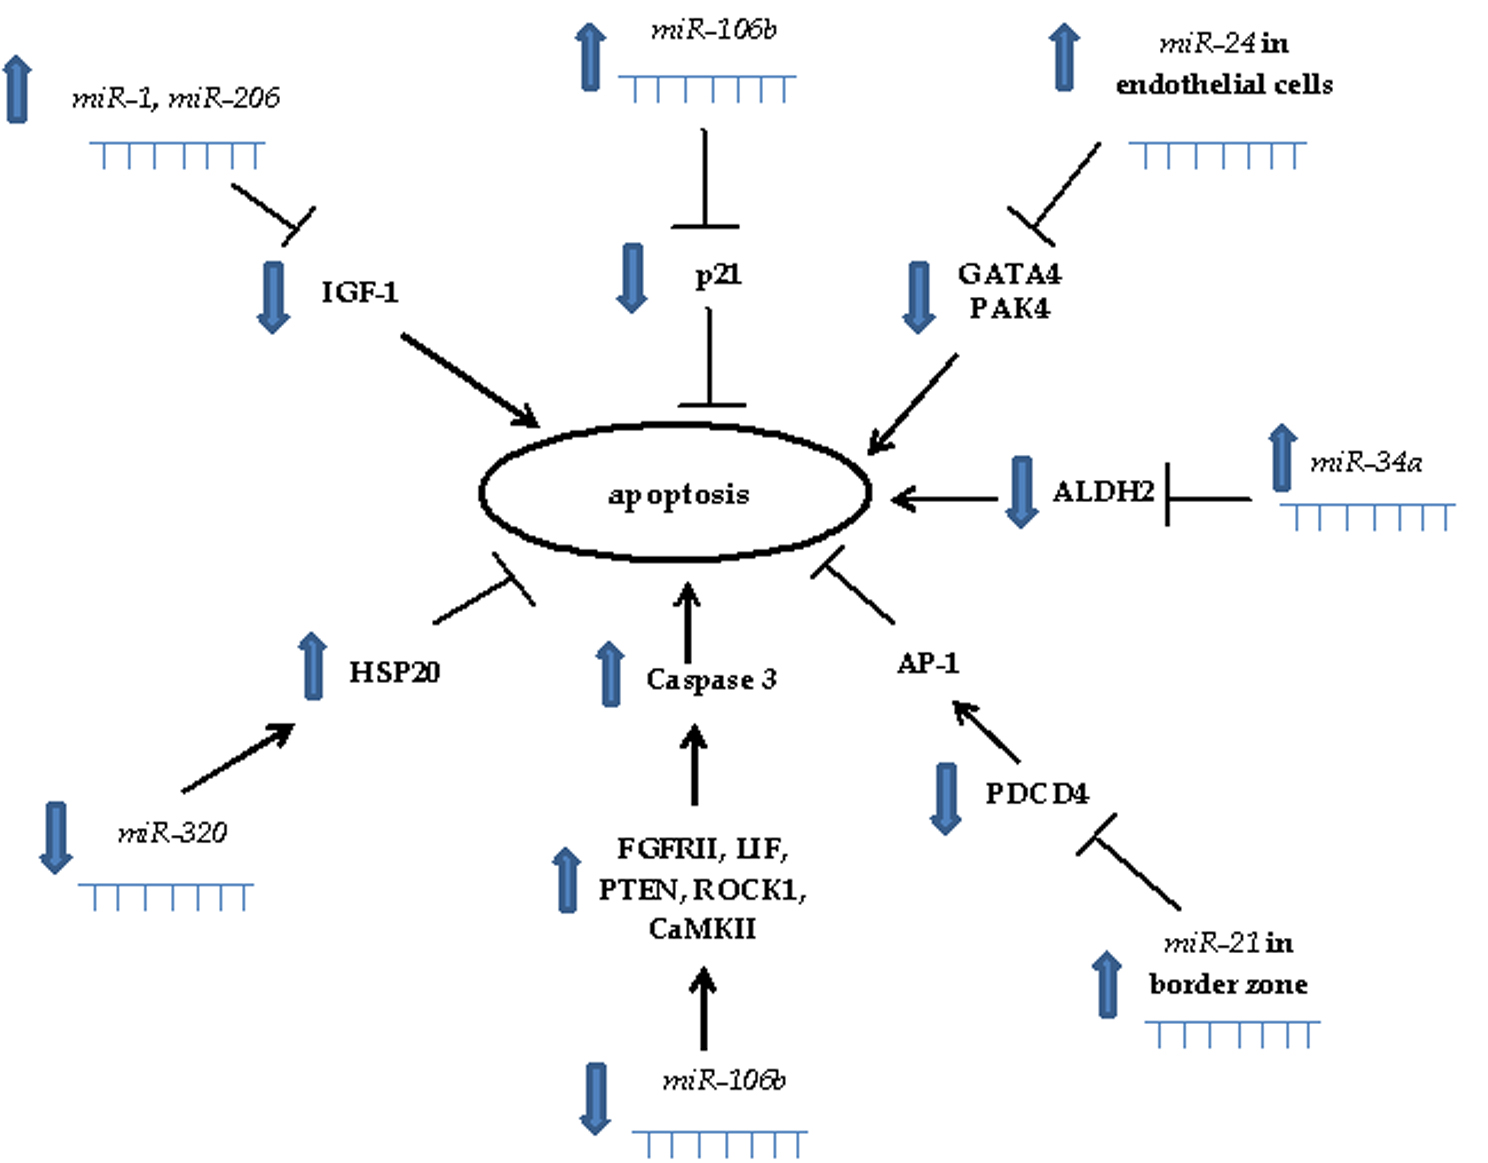 miR-106b
miR-24 in
endothelial cells
miR-1, miR-206
IGF-1
p21
GATA4
PAK4
apoptosis
ALDH2
miR-34a
HSP20
Caspase 3
AP-1
miR-320
PDCD4
FGFRII, LIF,
PTEN, ROCK1,
CaMKII
miR-21 in
border zone
miR-106b